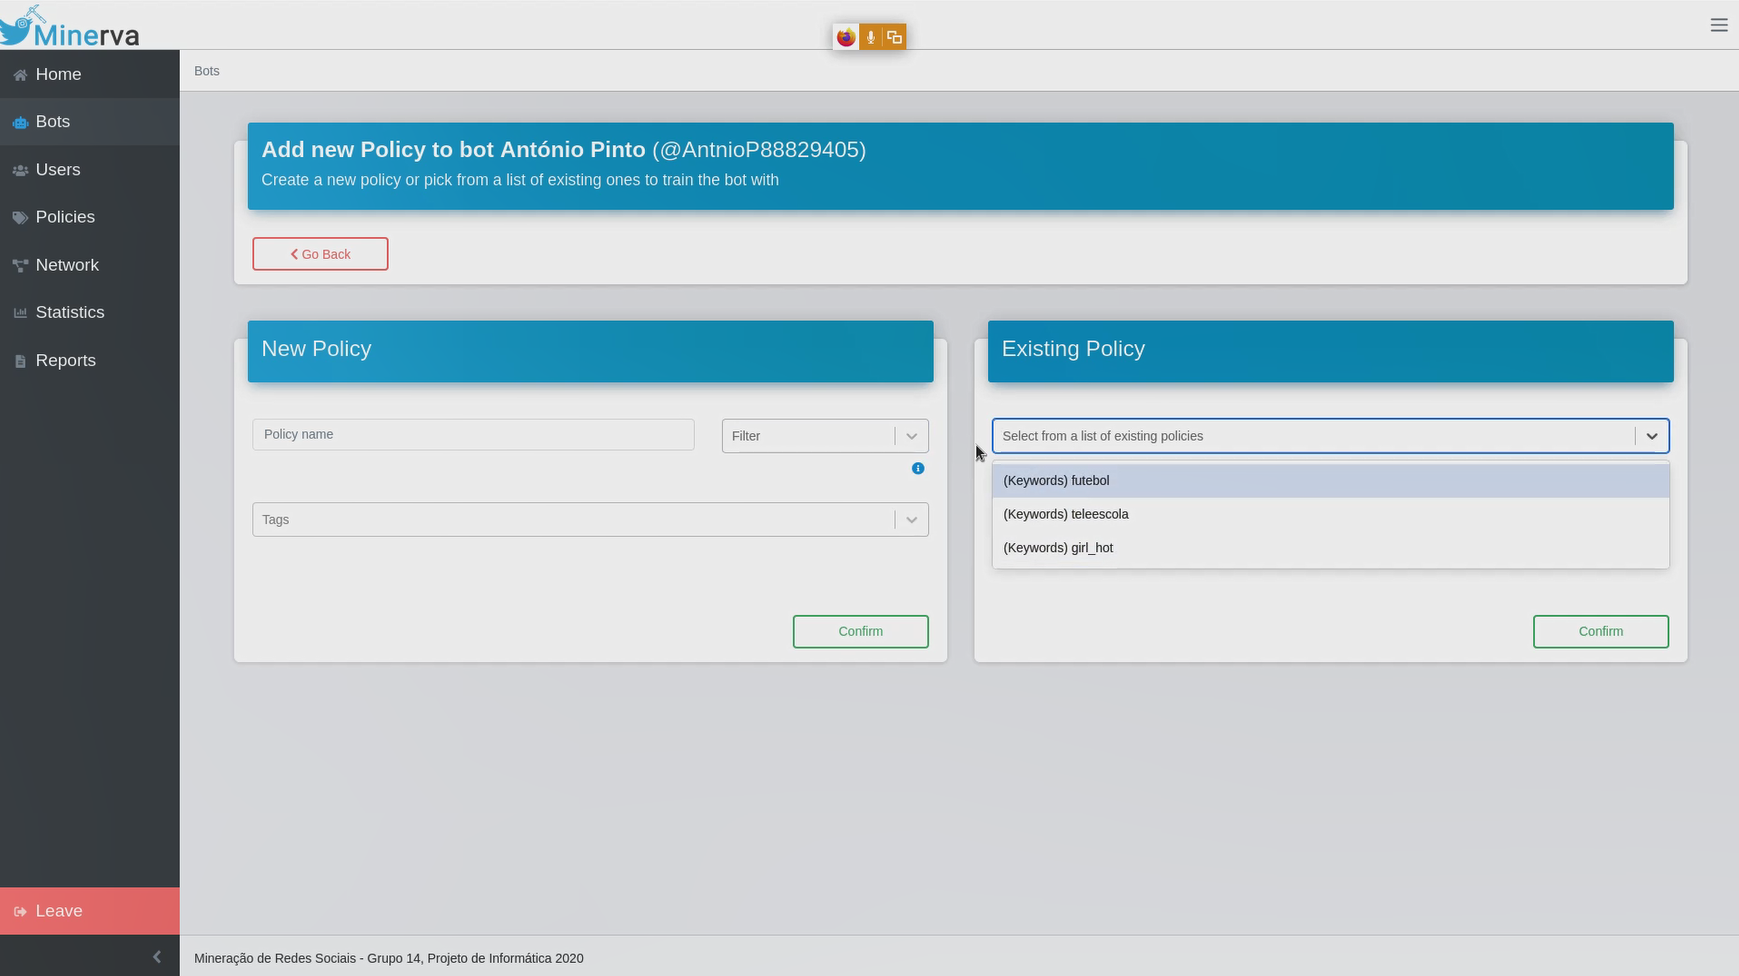 Minerva
Home
Bots
Users
Policies
Network
Statistics
Reports
Leave
Bots
Add new Policy to bot António Pinto (@AntnioP88829405)
Create a new policy or pick from a list of existing ones to train the bot with
Go Back
New Policy
Policy name
Filter
Tags
Confirm
Existing Policy
Select from a list of existing policies
(Keywords) futebol
(Keywords) teleescola
(Keywords) girl_hot
Confirm
Mineração de Redes Sociais - Grupo 14, Projeto de Informática 2020